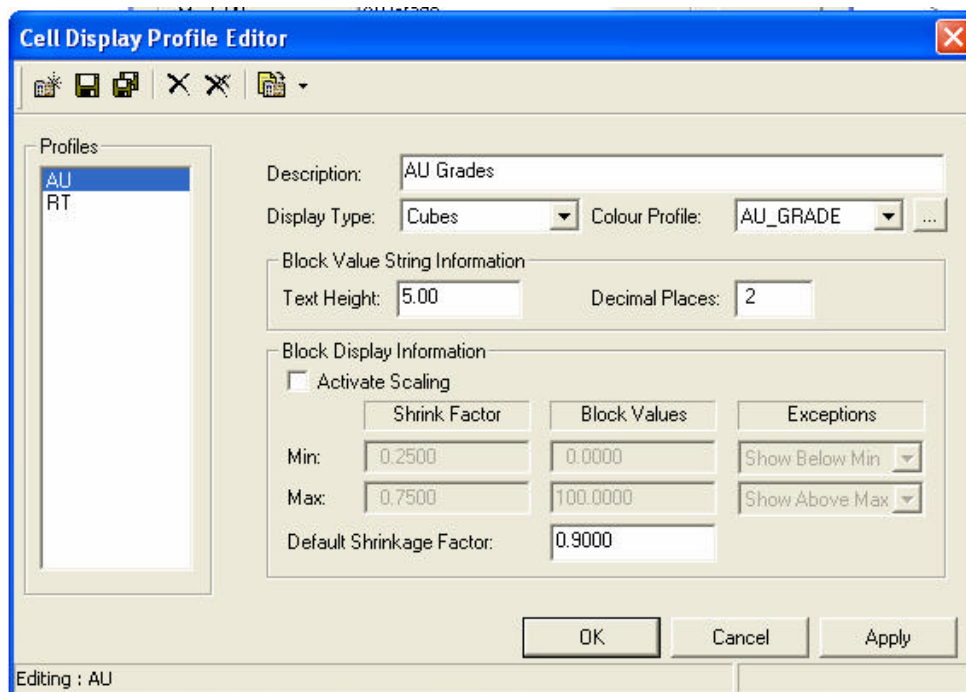 Cell Display Profile Editor
Profiles
AU
RT
Description: AU Grades
Display Type: Cubes Colour Profile: AU_GRADE ...
Block Value String Information
Text Height: 5.00 Decimal Places: 2
Block Display Information
Activate Scaling
Shrink Factor Block Values Exceptions
Min: 0.2500 0.0000 Show Below Min
Max: 0.7500 100.0000 Show Above Max
Default Shrinkage Factor: 0.9000
OK Cancel Apply
Editing : AU